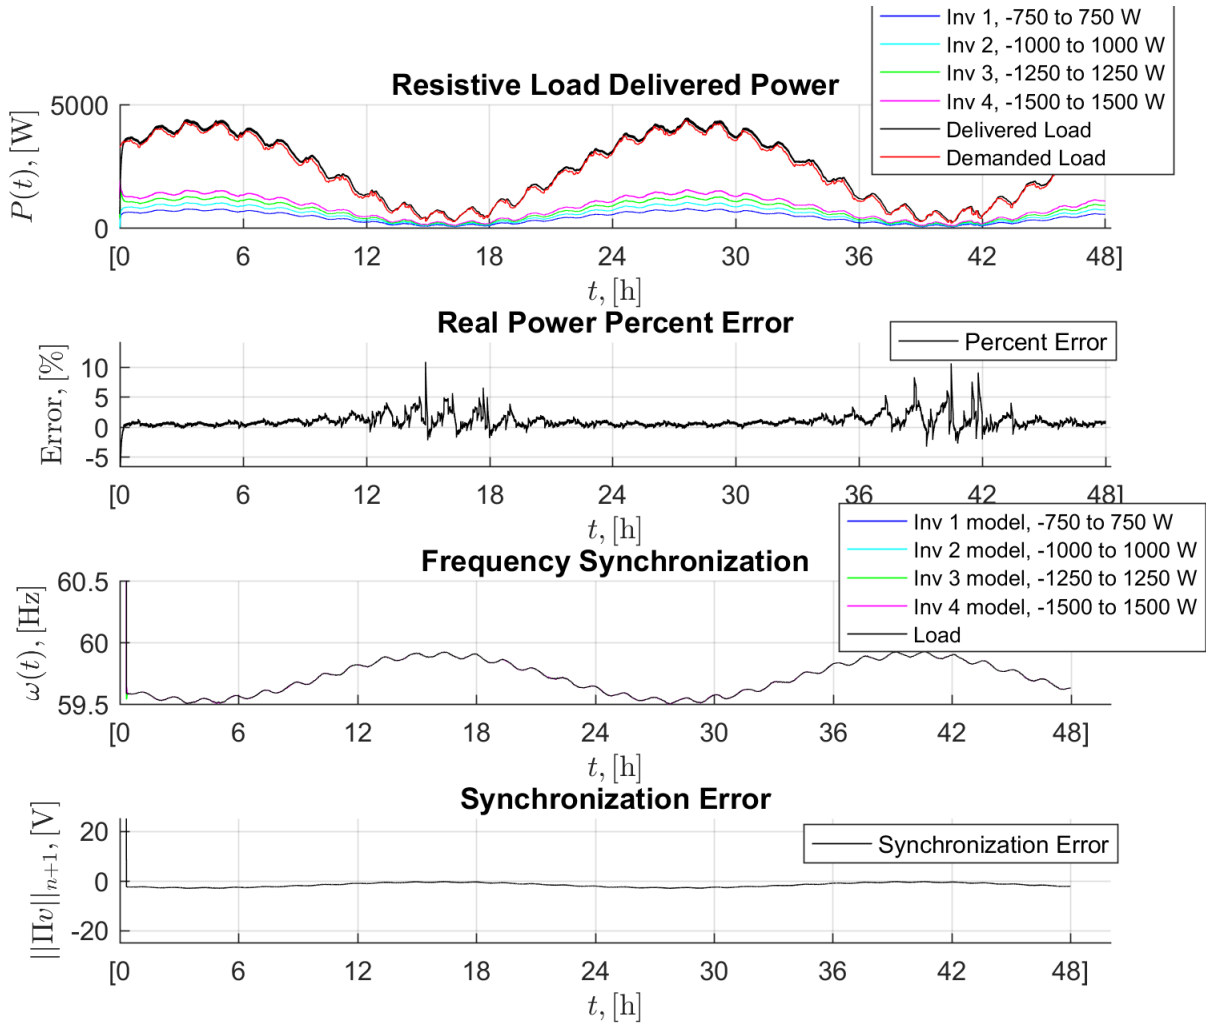 Inv 1, -750 to 750 W
Inv 2, -1000 to 1000 W
Inv 3, -1250 to 1250 W
Inv 4, -1500 to 1500 W
Delivered Load
Demanded Load
Resistive Load Delivered Power
P(t), [W]
5000
0
[0 6 12 18 24 30 36 42 48]
t, [h]
Real Power Percent Error
Percent Error
Error, [%]
10
5
0
-5
[0 6 12 18 24 30 36 42 48]
t, [h]
Inv 1 model, -750 to 750 W
Inv 2 model, -1000 to 1000 W
Inv 3 model, -1250 to 1250 W
Inv 4 model, -1500 to 1500 W
Load
Frequency Synchronization
ω(t), [Hz]
60.5
60
59.5
[0 6 12 18 24 30 36 42 48]
t, [h]
Synchronization Error
Synchronization Error
||Πv||n+1, [V]
20
0
-20
[0 6 12 18 24 30 36 42 48]
t, [h]